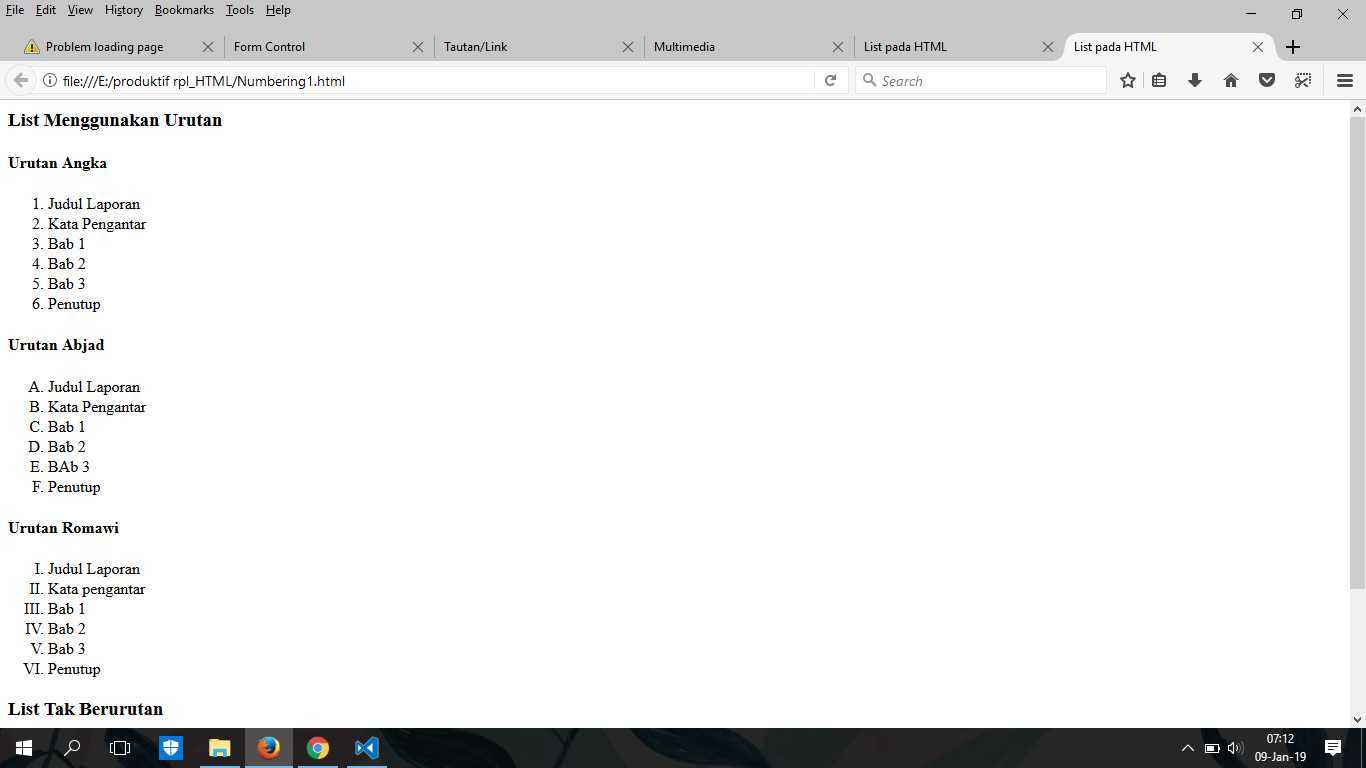 File Edit View History Bookmarks Tools Help
Problem loading page
Form Control
Tautan/Link
Multimedia
List pada HTML
List pada HTML
file:///E:/produktif rpl_HTML/Numbering1.html
Search
List Menggunakan Urutan
Urutan Angka
1. Judul Laporan
2. Kata Pengantar
3. Bab 1
4. Bab 2
5. Bab 3
6. Penutup
Urutan Abjad
A. Judul Laporan
B. Kata Pengantar
C. Bab 1
D. Bab 2
E. BAb 3
F. Penutup
Urutan Romawi
I. Judul Laporan
II. Kata pengantar
III. Bab 1
IV. Bab 2
V. Bab 3
VI. Penutup
List Tak Berurutan
07:12
09-Jan-19